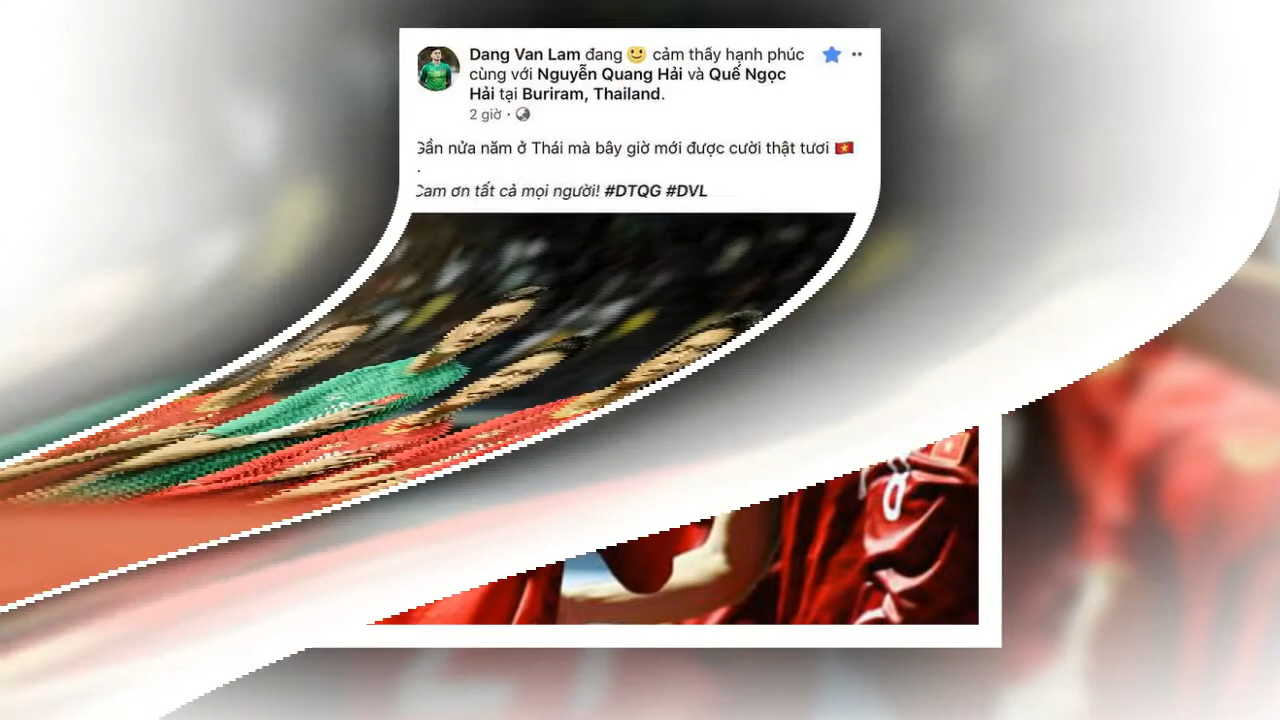 Dang Van Lam đang 🙂 cảm thấy hạnh phúc
cùng với Nguyễn Quang Hải và Quế Ngọc
Hải tại Buriram, Thailand.
2 giờ ·
Gần nửa năm ở Thái mà bây giờ mới được cười thật tươi 🇻🇳
.
Cam ơn tất cả mọi người! #DTQG #DVL